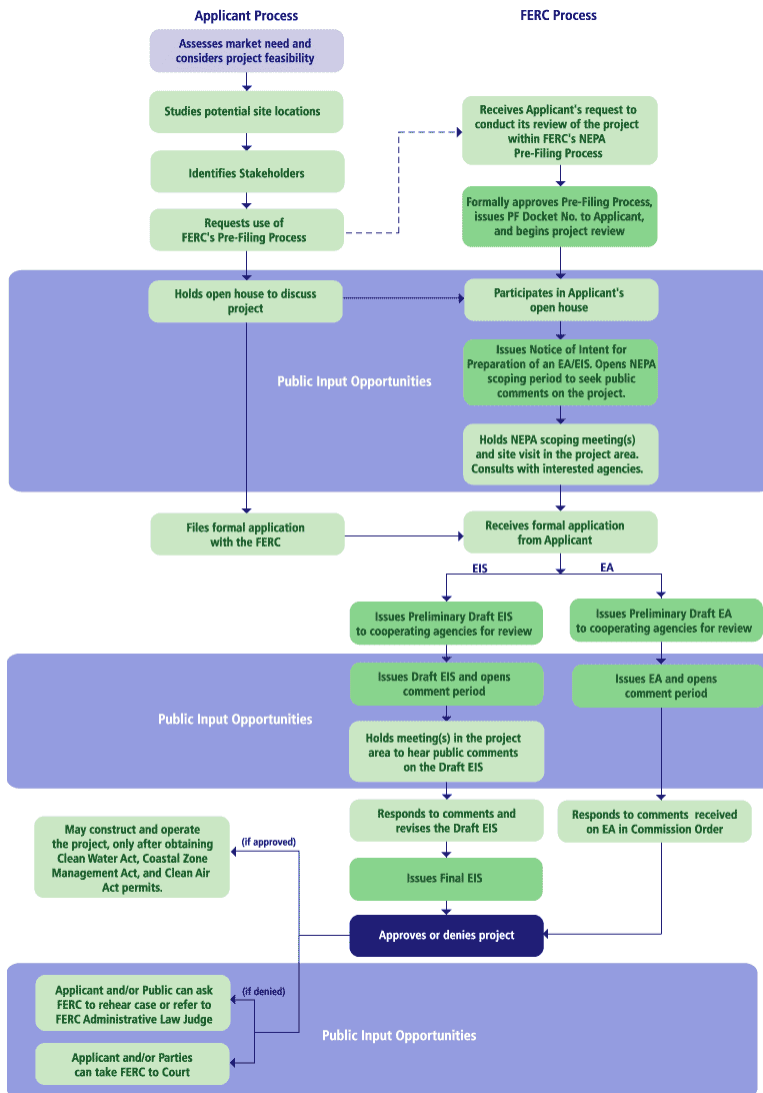 Applicant Process
FERC Process
Assesses market need and
considers project feasibility
Studies potential site locations
Identifies Stakeholders
Requests use of
FERC's Pre-Filing Process
Receives Applicant's request to
conduct its review of the project
within FERC's NEPA
Pre-Filing Process
Formally approves Pre-Filing Process,
issues PF Docket No. to Applicant,
and begins project review
Holds open house to discuss
project
Participates in Applicant's
open house
Public Input Opportunities
Issues Notice of Intent for
Preparation of an EA/EIS. Opens NEPA
scoping period to seek public
comments on the project.
Holds NEPA scoping meeting(s)
and site visit in the project area.
Consults with interested agencies.
Files formal application
with the FERC
Receives formal application
from Applicant
EIS
EA
Issues Preliminary Draft EIS
to cooperating agencies for review
Issues Preliminary Draft EA
to cooperating agencies for review
Public Input Opportunities
Issues Draft EIS and opens
comment period
Issues EA and opens
comment period
Holds meeting(s) in the project
area to hear public comments
on the Draft EIS
Responds to comments and
revises the Draft EIS
Responds to comments received
on EA in Commission Order
May construct and operate
the project, only after obtaining
Clean Water Act, Coastal Zone
Management Act, and Clean Air
Act permits.
(if approved)
Issues Final EIS
Approves or denies project
Applicant and/or Public can ask
FERC to rehear case or refer to
FERC Administrative Law Judge
(if denied)
Public Input Opportunities
Applicant and/or Parties
can take FERC to Court